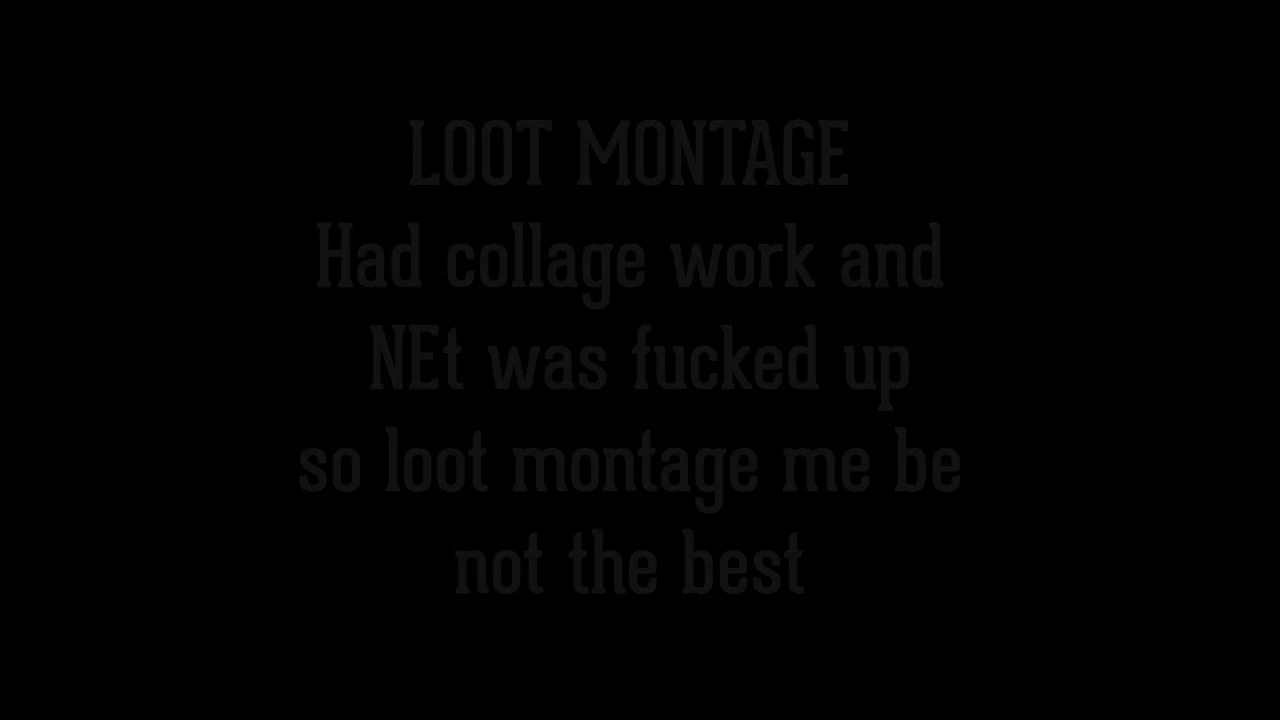 LOOT MONTAGE
Had collage work and
NEt was fucked up
so loot montage me be
not the best